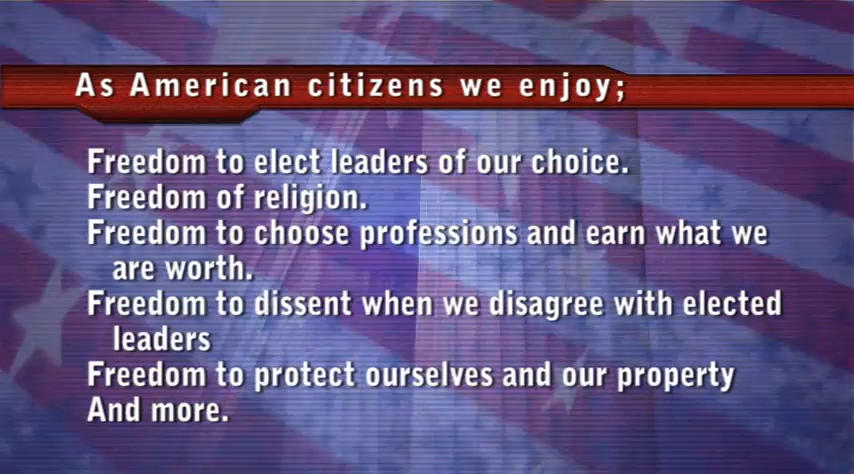 As American citizens we enjoy;
Freedom to elect leaders of our choice.
Freedom of religion.
Freedom to choose professions and earn what we
are worth.
Freedom to dissent when we disagree with elected
leaders
Freedom to protect ourselves and our property
And more.